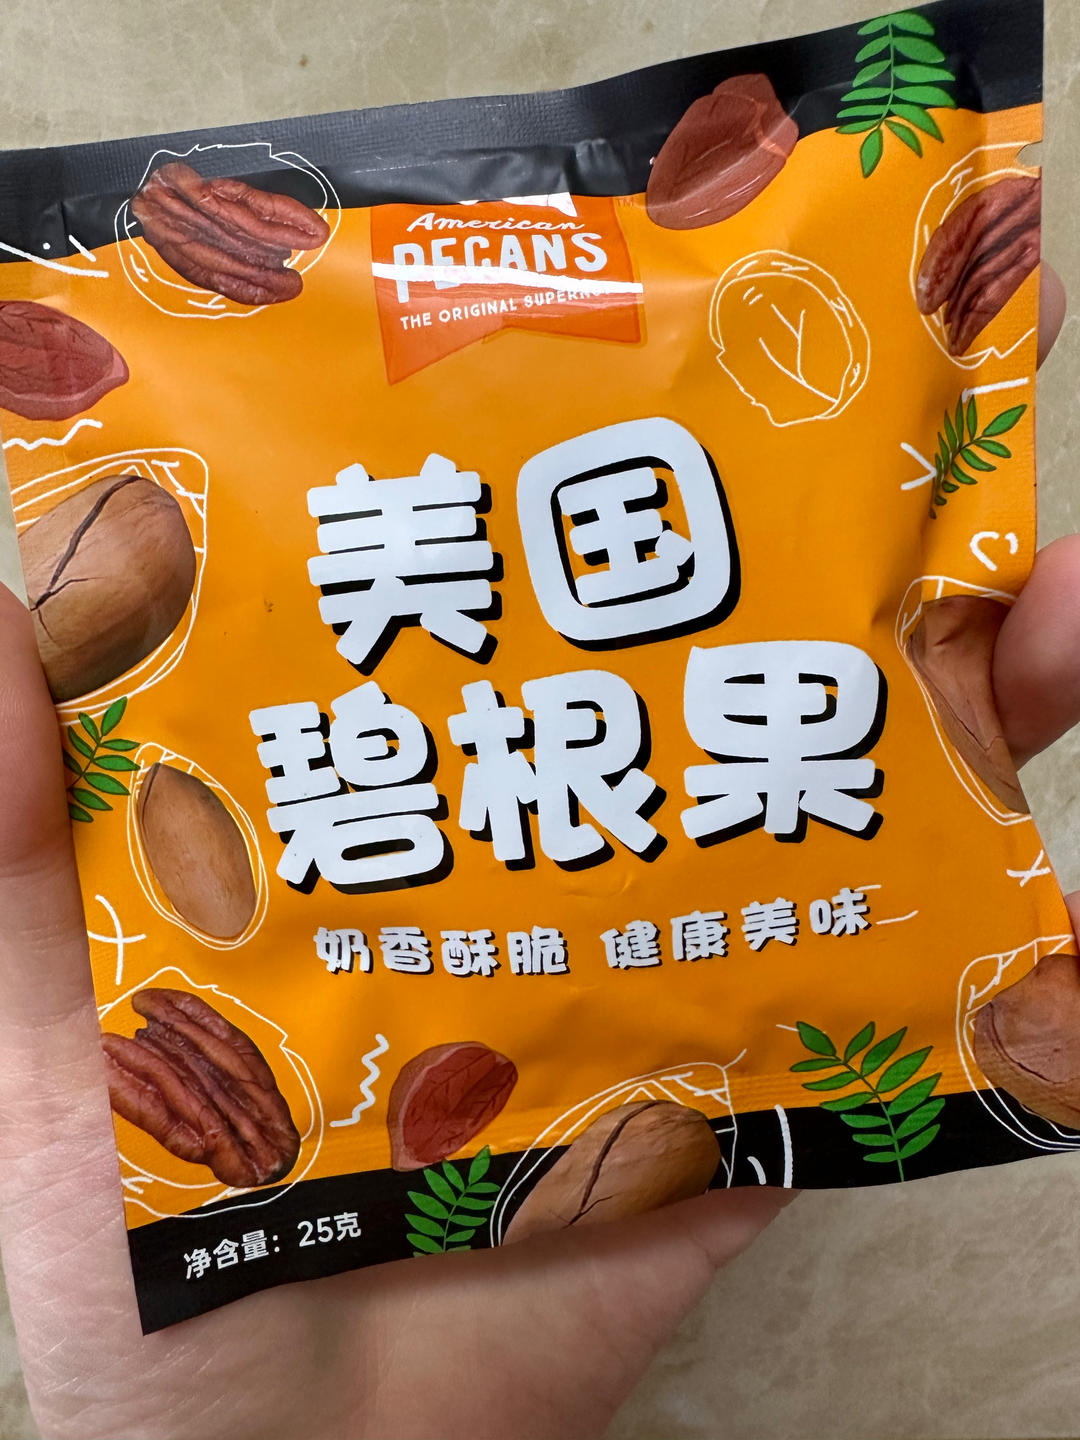 American
PECANS
THE ORIGINAL
TM
美国
碧根果
奶香酥脆 健康美味
净含量：25克